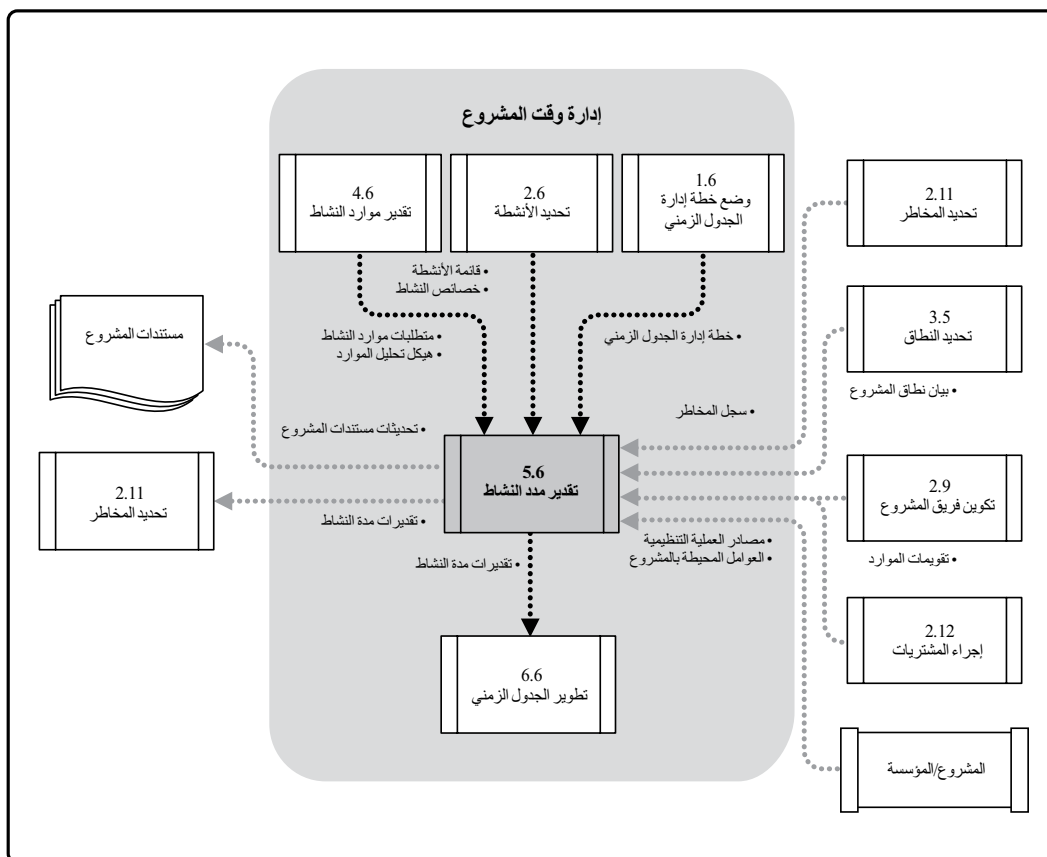 إدارة وقت المشروع
1.6
وضع خطة إدارة
الجدول الزمني
2.6
تحديد الأنشطة
4.6
تقدير موارد النشاط
2.11
تحديد المخاطر
• قائمة الأنشطة
• خصائص النشاط
• خطة إدارة الجدول الزمني
• متطلبات موارد النشاط
• هيكل تحليل الموارد
3.5
تحديد النطاق
• بيان نطاق المشروع
مستندات المشروع
• سجل المخاطر
• تحديثات مستندات المشروع
5.6
تقدير مدد النشاط
2.9
تكوين فريق المشروع
• تقويمات الموارد
2.11
تحديد المخاطر
• تقديرات مدة النشاط
• مصادر العملية التنظيمية
• العوامل المحيطة بالمشروع
• تقديرات مدة النشاط
2.12
إجراء المشتريات
6.6
تطوير الجدول الزمني
المشروع/المؤسسة